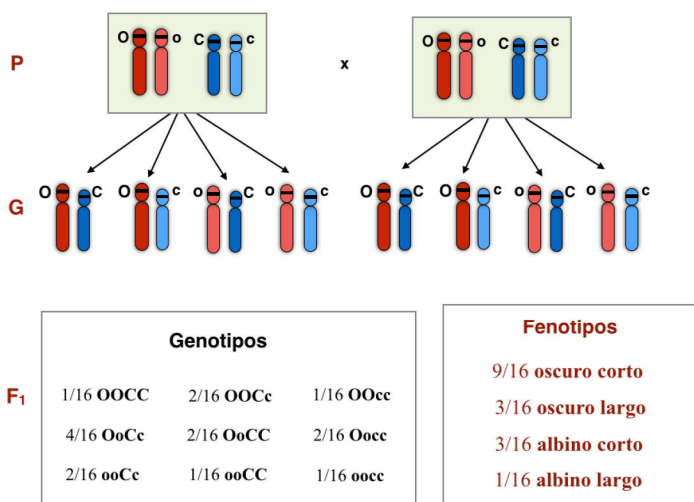 P
O o C c
x
O o C c
G
O C O c o C o c
O C O c o C o c
F1
Genotipos
1/16 OOCC 2/16 OOCc 1/16 OOcc
4/16 OoCc 2/16 OoCC 2/16 Oocc
2/16 ooCc 1/16 ooCC 1/16 oocc
Fenotipos
9/16 oscuro corto
3/16 oscuro largo
3/16 albino corto
1/16 albino largo